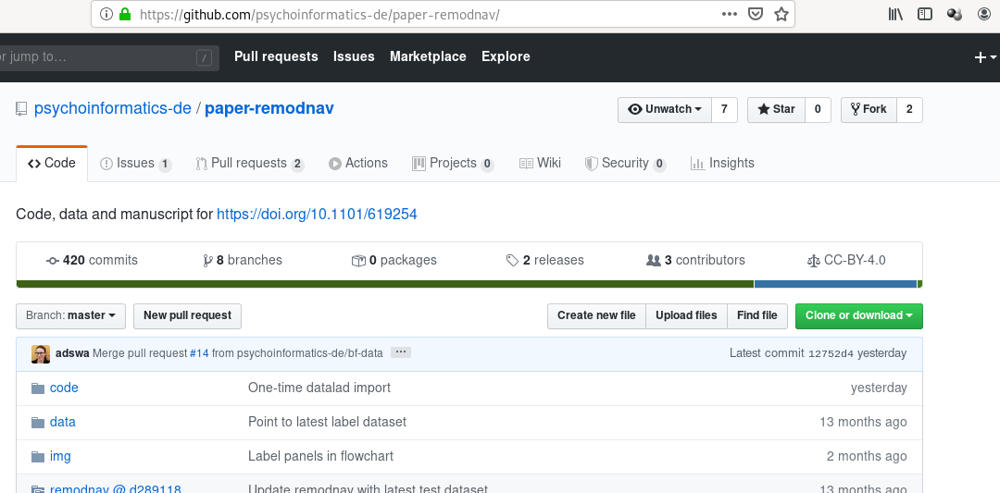 https://github.com/psychoinformatics-de/paper-remodnav/
or jump to… /
Pull requests Issues Marketplace Explore
psychoinformatics-de / paper-remodnav
Unwatch 7 Star 0 Fork 2
Code Issues 1 Pull requests 2 Actions Projects 0 Wiki Security 0 Insights
Code, data and manuscript for https://doi.org/10.1101/619254
420 commits 8 branches 0 packages 2 releases 3 contributors CC-BY-4.0
Branch: master New pull request Create new file Upload files Find file Clone or download
adswa Merge pull request #14 from psychoinformatics-de/bf-data … Latest commit 12752d4 yesterday
code One-time datalad import yesterday
data Point to latest label dataset 13 months ago
img Label panels in flowchart 2 months ago
remodnav @ d289118 Update remodnav with latest test dataset 13 months ago